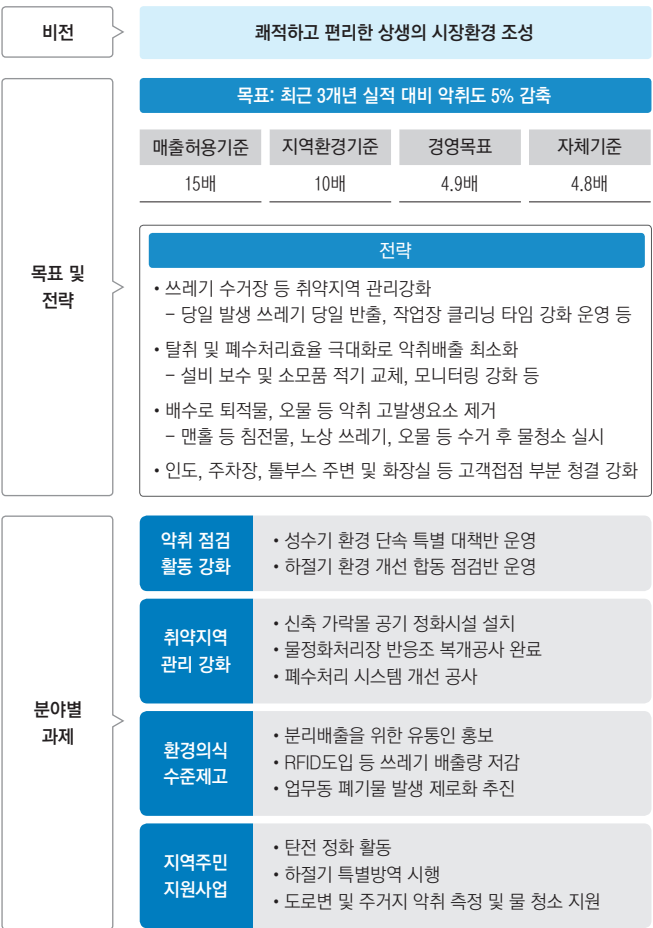 비전
쾌적하고 편리한 상생의 시장환경 조성
목표 및
전략
목표: 최근 3개년 실적 대비 악취도 5% 감축
매출허용기준 지역환경기준 경영목표 자체기준
15배 10배 4.9배 4.8배
전략
• 쓰레기 수거장 등 취약지역 관리강화
– 당일 발생 쓰레기 당일 반출, 작업장 클리닝 타임 강화 운영 등
• 탈취 및 폐수처리효율 극대화로 악취배출 최소화
– 설비 보수 및 소모품 적기 교체, 모니터링 강화 등
• 배수로 퇴적물, 오물 등 악취 고발생요소 제거
– 맨홀 등 침전물, 노상 쓰레기, 오물 등 수거 후 물청소 실시
• 인도, 주차장, 톨부스 주변 및 화장실 등 고객접점 부분 청결 강화
분야별
과제
악취 점검
활동 강화
• 성수기 환경 단속 특별 대책반 운영
• 하절기 환경 개선 합동 점검반 운영
취약지역
관리 강화
• 신축 가락몰 공기 정화시설 설치
• 물정화처리장 반응조 복개공사 완료
• 폐수처리 시스템 개선 공사
환경의식
수준제고
• 분리배출을 위한 유통인 홍보
• RFID도입 등 쓰레기 배출량 저감
• 업무동 폐기물 발생 제로화 추진
지역주민
지원사업
• 탄전 정화 활동
• 하절기 특별방역 시행
• 도로변 및 주거지 악취 측정 및 물 청소 지원